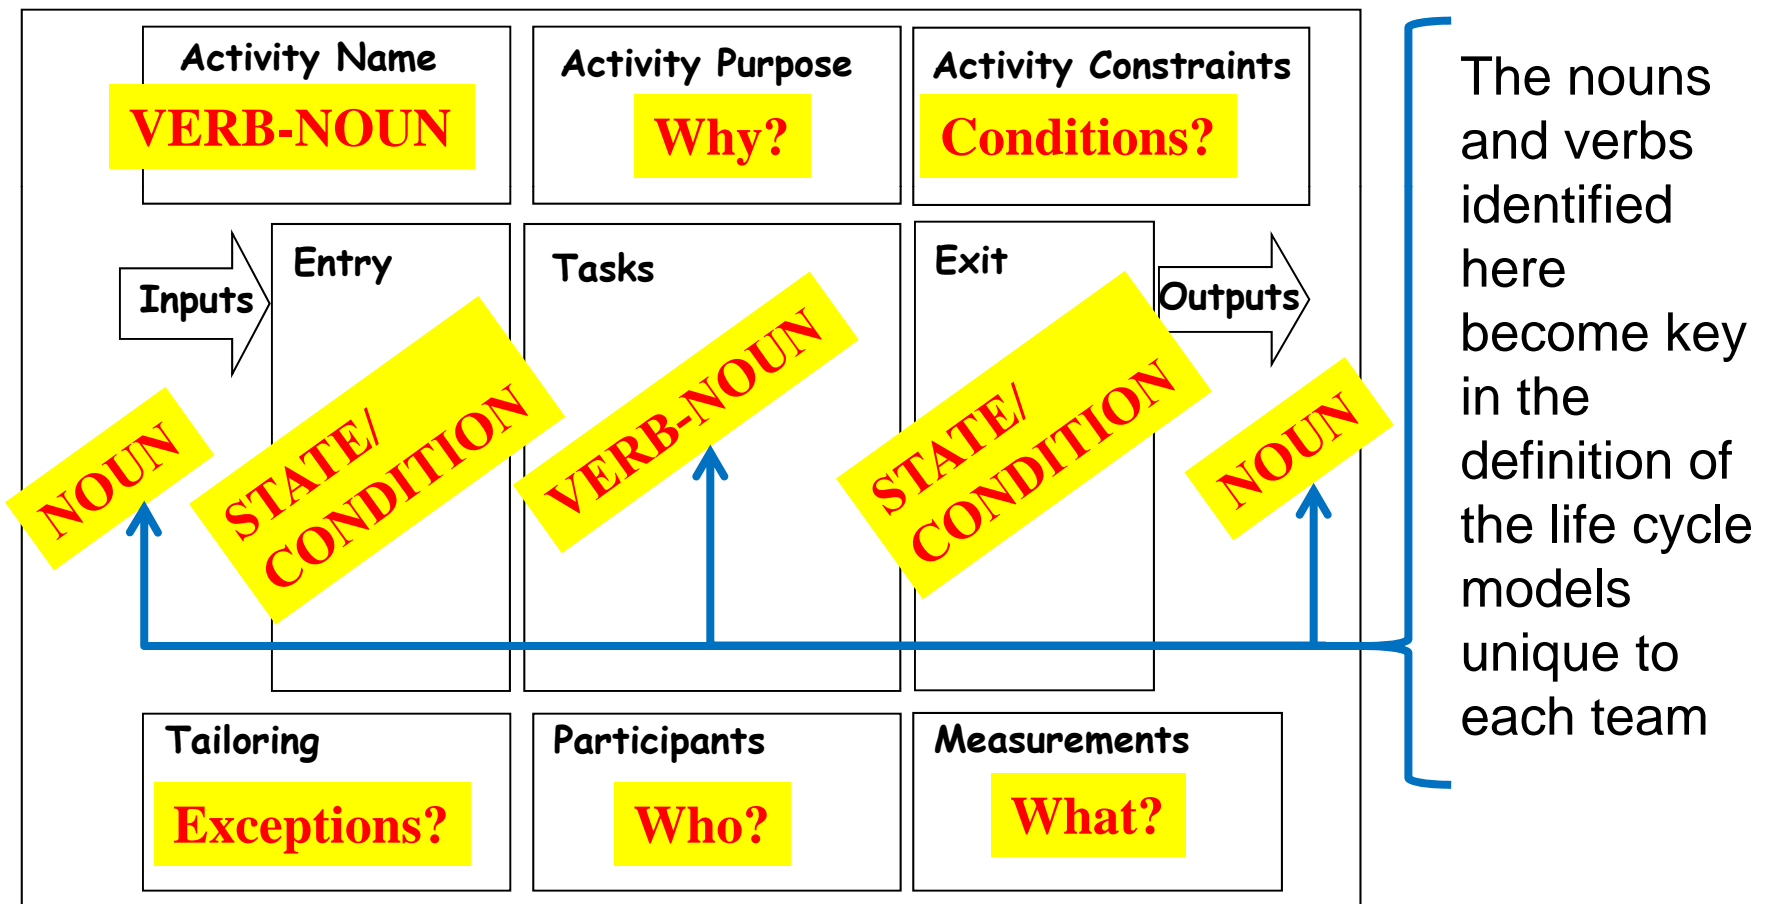 Activity Name
VERB-NOUN
Activity Purpose
Why?
Activity Constraints
Conditions?
Inputs
NOUN
Entry
STATE/
CONDITION
Tasks
VERB-NOUN
Exit
STATE/
CONDITION
Outputs
NOUN
Tailoring
Exceptions?
Participants
Who?
Measurements
What?
The nouns
and verbs
identified
here
become key
in the
definition of
the life cycle
models
unique to
each team